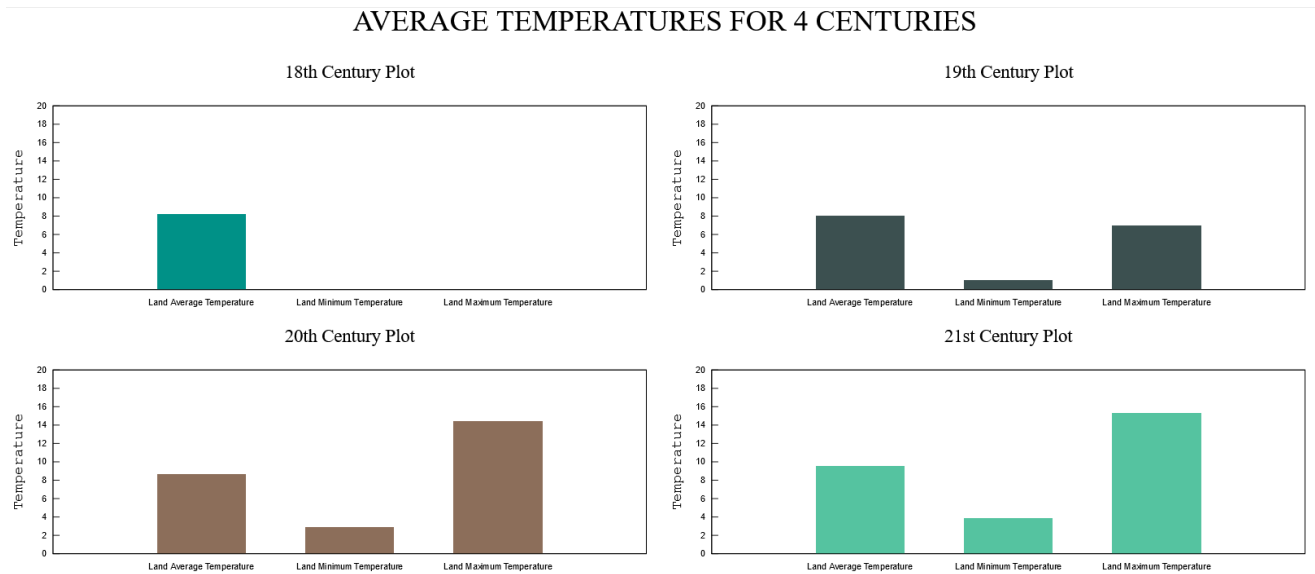 AVERAGE TEMPERATURES FOR 4 CENTURIES
18th Century Plot
Temperature
20
18
16
14
12
10
8
6
4
2
0
Land Average Temperature
Land Minimum Temperature
Land Maximum Temperature
19th Century Plot
Temperature
20
18
16
14
12
10
8
6
4
2
0
Land Average Temperature
Land Minimum Temperature
Land Maximum Temperature
20th Century Plot
Temperature
20
18
16
14
12
10
8
6
4
2
0
Land Average Temperature
Land Minimum Temperature
Land Maximum Temperature
21st Century Plot
Temperature
20
18
16
14
12
10
8
6
4
2
0
Land Average Temperature
Land Minimum Temperature
Land Maximum Temperature